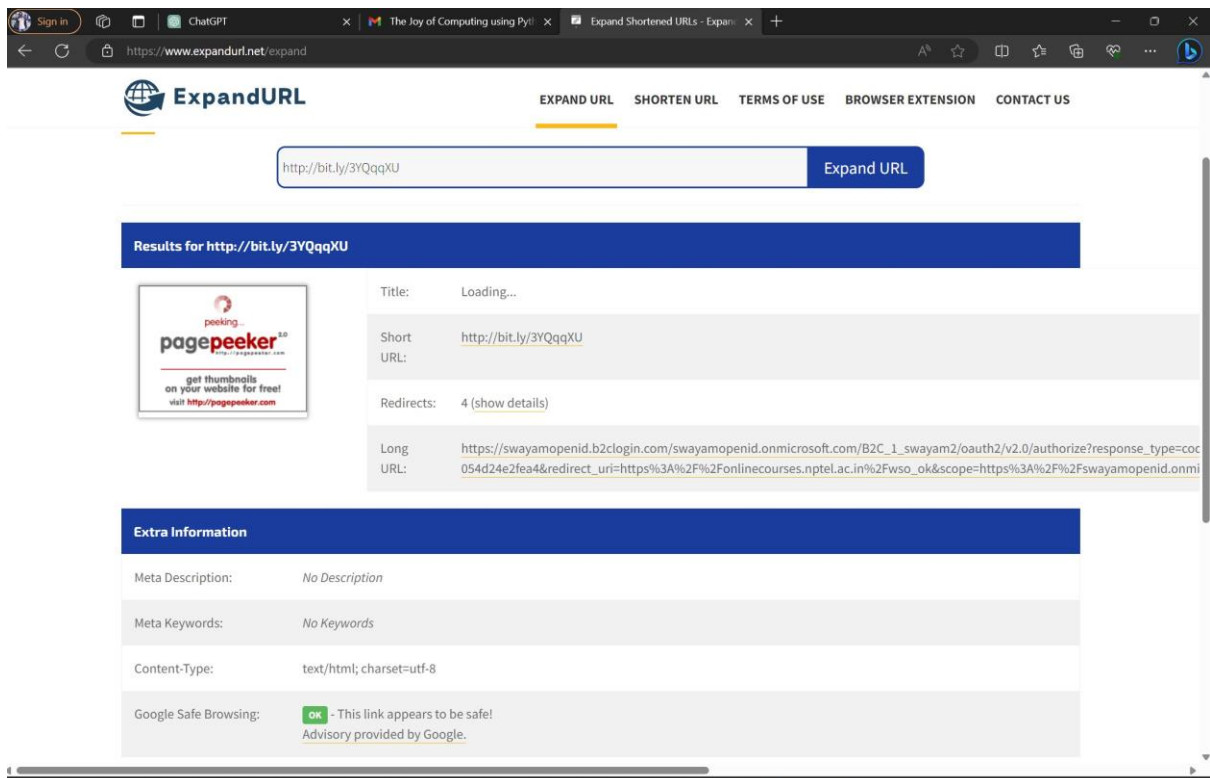 Sign in
ChatGPT
The Joy of Computing using Pyth
Expand Shortened URLs - Expan
https://www.expandurl.net/expand
ExpandURL
EXPAND URL SHORTEN URL TERMS OF USE BROWSER EXTENSION CONTACT US
http://bit.ly/3YQqqXU
Expand URL
Results for http://bit.ly/3YQqqXU
peeking...
pagepeeker 2.0
http://pagepeeker.com
get thumbnails
on your website for free!
visit http://pagepeeker.com
Title: Loading...
Short URL: http://bit.ly/3YQqqXU
Redirects: 4 (show details)
Long URL: https://swayamopenid.b2clogin.com/swayamopenid.onmicrosoft.com/B2C_1_swayam2/oauth2/v2.0/authorize?response_type=coc
054d24e2fea4&redirect_uri=https%3A%2F%2Fonlinecourses.nptel.ac.in%2Fwso_ok&scope=https%3A%2F%2Fswayamopenid.onmi
Extra Information
Meta Description: No Description
Meta Keywords: No Keywords
Content-Type: text/html; charset=utf-8
Google Safe Browsing: OK - This link appears to be safe!
Advisory provided by Google.